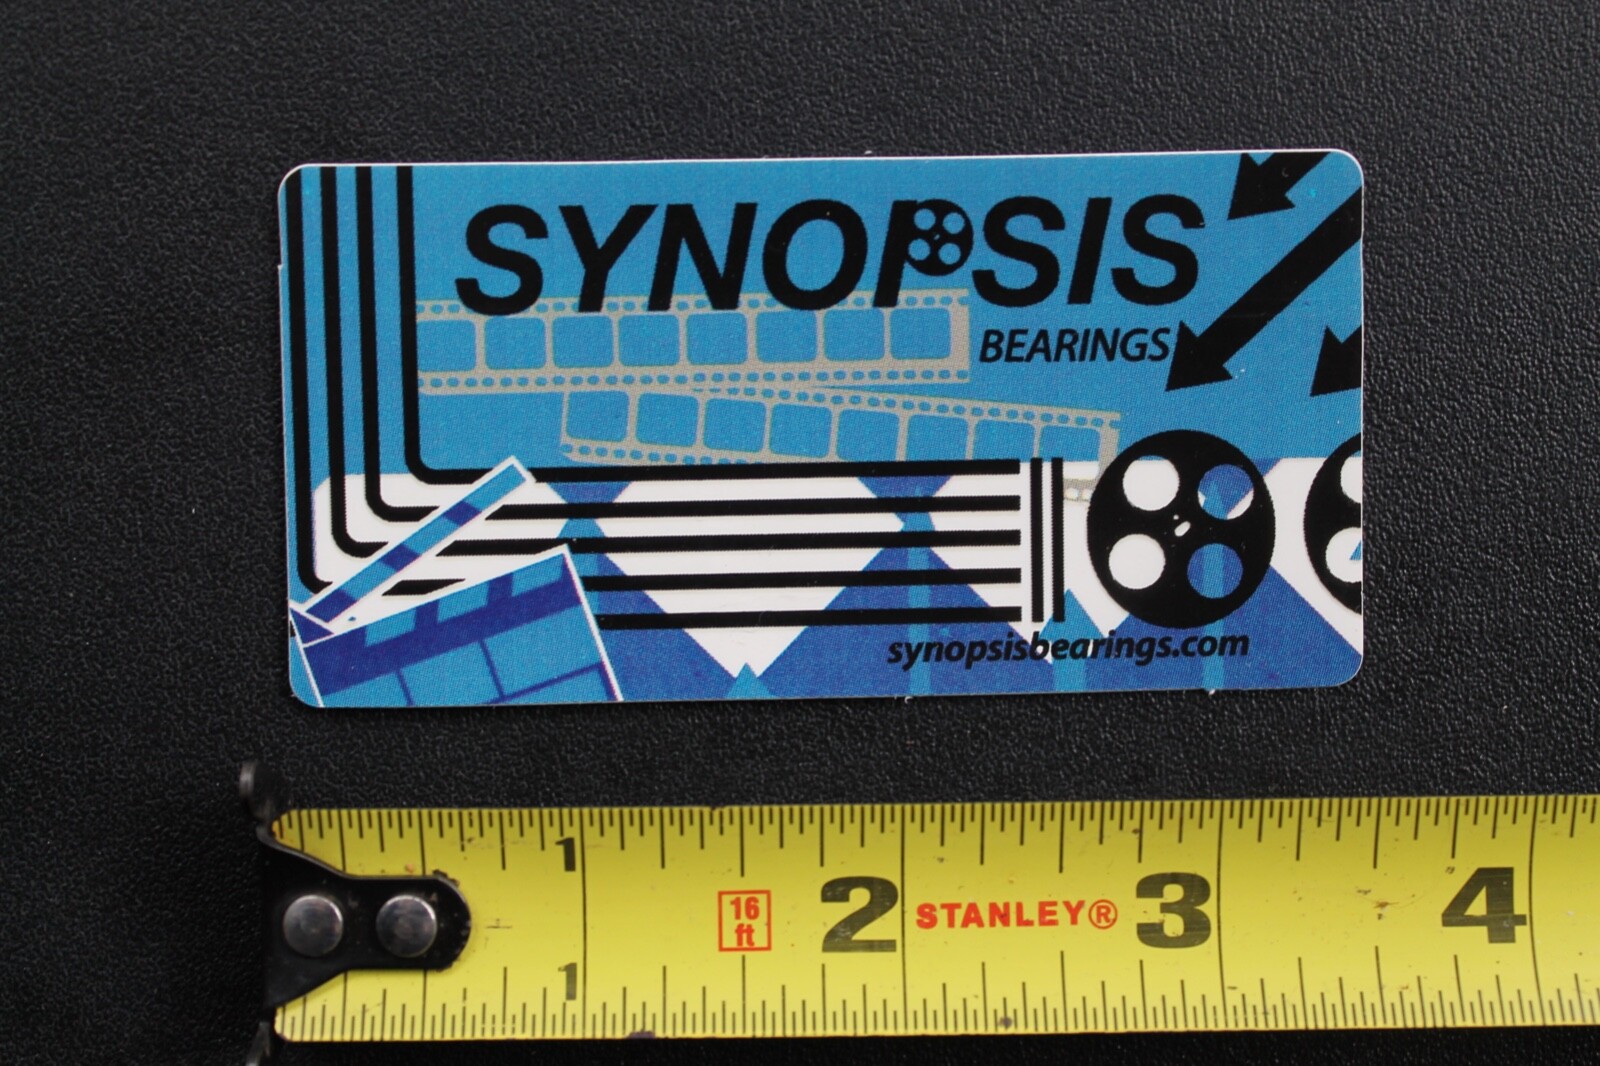 SYNOPSIS
BEARINGS
synopsisbearings.com
1
16
ft
2
STANLEY®
3
4
1